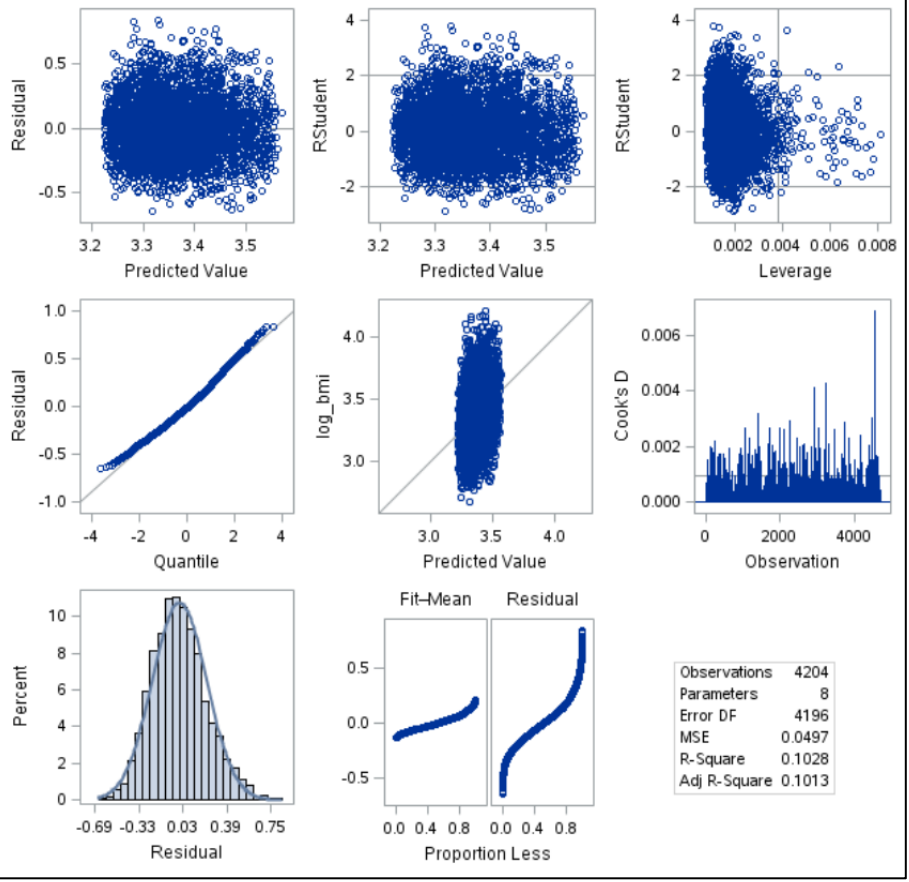 Residual
0.5
0.0
-0.5
3.2 3.3 3.4 3.5
Predicted Value
RStudent
4
2
0
-2
3.2 3.3 3.4 3.5
Predicted Value
RStudent
4
2
0
-2
0.002 0.004 0.006 0.008
Leverage
Residual
1.0
0.5
0.0
-0.5
-1.0
-4 -2 0 2 4
Quantile
log_bmi
4.0
3.5
3.0
3.0 3.5 4.0
Predicted Value
Cook's D
0.006
0.004
0.002
0.000
0 2000 4000
Observation
Percent
10
8
6
4
2
0
-0.69 -0.33 0.03 0.39 0.75
Residual
Fit–Mean Residual
0.5
0.0
-0.5
0.0 0.4 0.8 0.0 0.4 0.8
Proportion Less
Observations 4204
Parameters 8
Error DF 4196
MSE 0.0497
R-Square 0.1028
Adj R-Square 0.1013